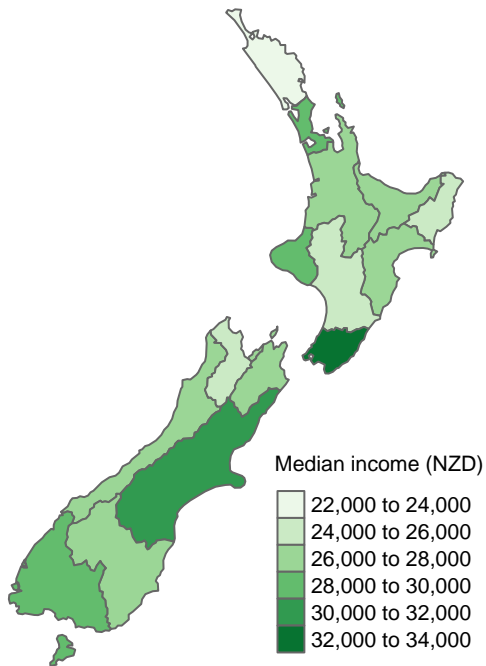 Median income (NZD)
22,000 to 24,000
24,000 to 26,000
26,000 to 28,000
28,000 to 30,000
30,000 to 32,000
32,000 to 34,000